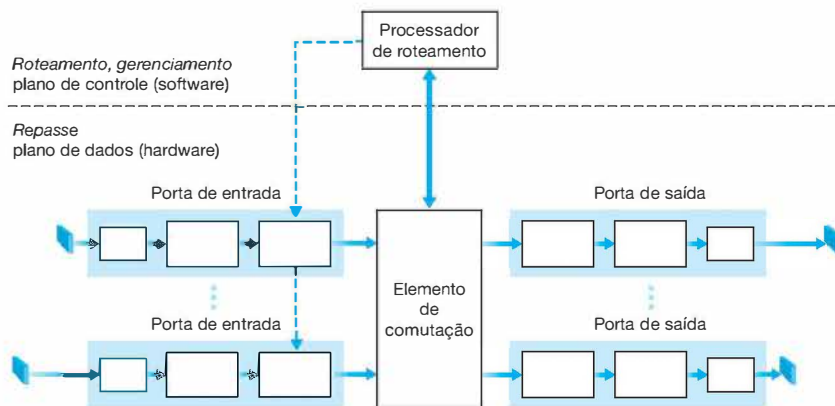 Processador
de roteamento
Roteamento, gerenciamento
plano de controle (software)
Repasse
plano de dados (hardware)
Porta de entrada
Porta de saída
Elemento
de
comutação
Porta de entrada
Porta de saída